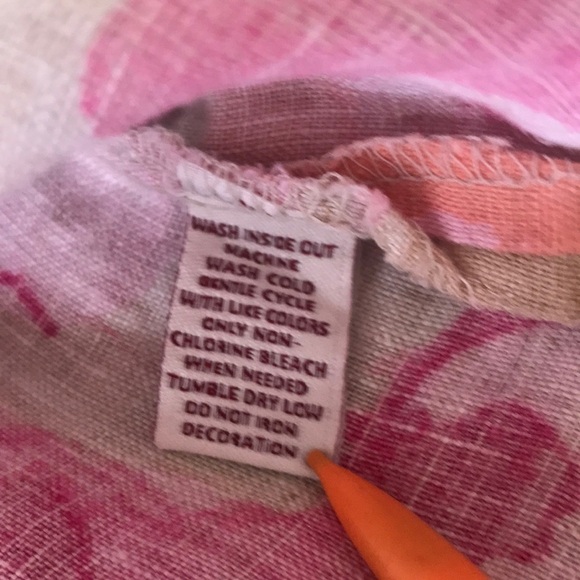 WASH INSIDE OUT
MACHINE
WASH COLD
GENTLE CYCLE
WITH LIKE COLORS
ONLY NON-
CHLORINE BLEACH
WHEN NEEDED
TUMBLE DRY LOW
DO NOT IRON
DECORATION